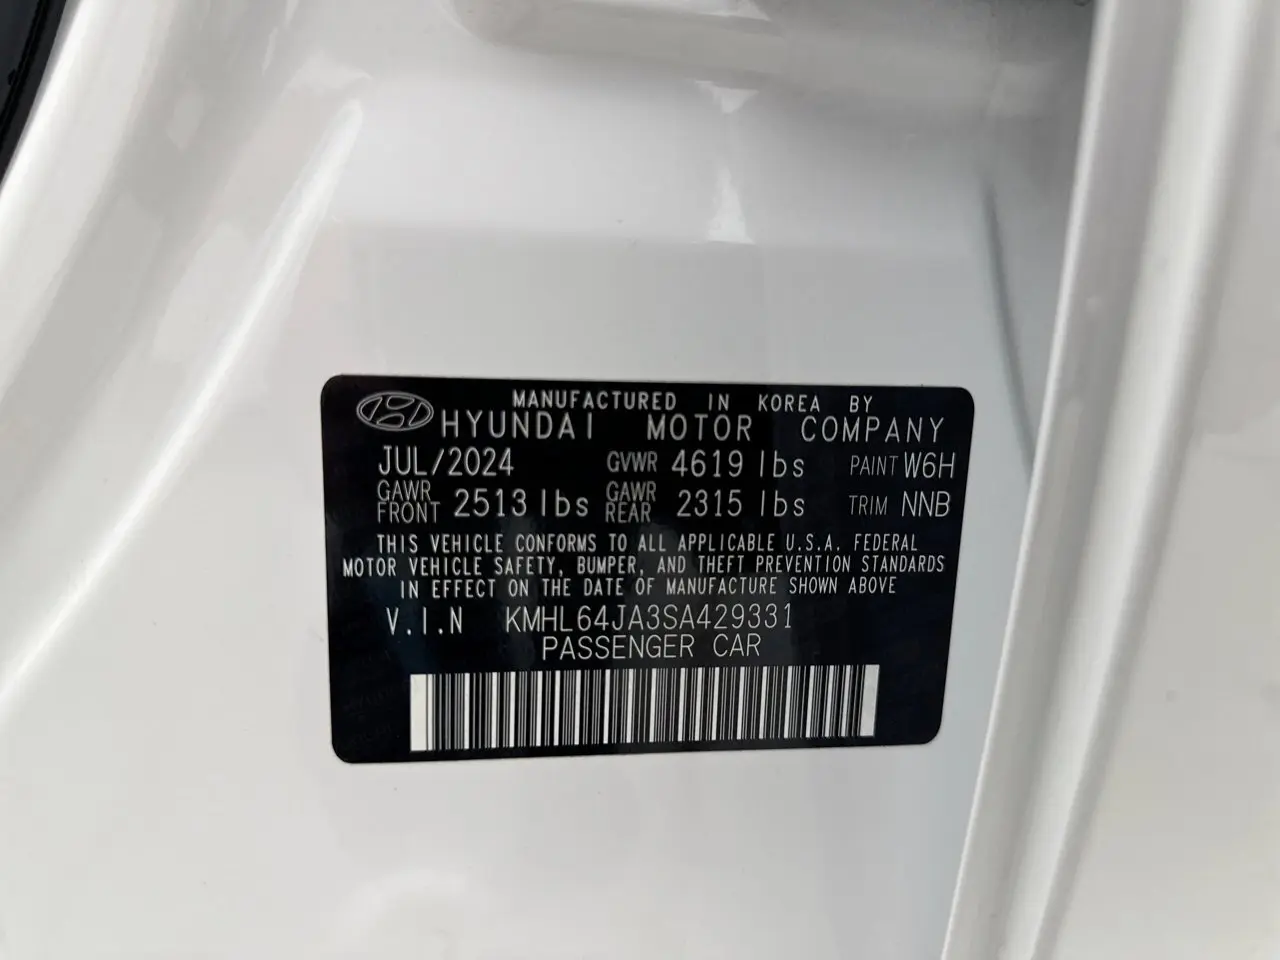 MANUFACTURED IN KOREA BY
HYUNDAI MOTOR COMPANY
JUL/2024 GVWR 4619 lbs PAINT W6H
GAWR FRONT 2513 lbs GAWR REAR 2315 lbs TRIM NNB
THIS VEHICLE CONFORMS TO ALL APPLICABLE U.S.A. FEDERAL
MOTOR VEHICLE SAFETY, BUMPER, AND THEFT PREVENTION STANDARDS
IN EFFECT ON THE DATE OF MANUFACTURE SHOWN ABOVE
V.I.N KMHL64JA3SA429331
PASSENGER CAR